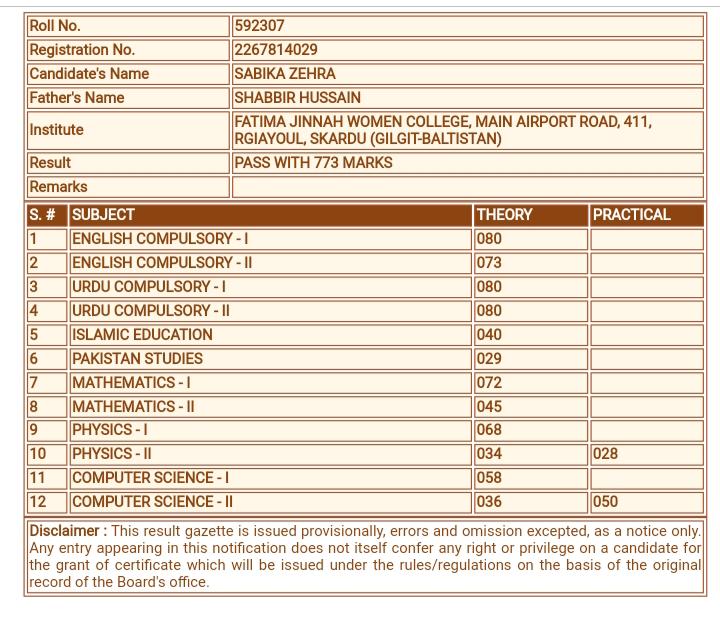 Roll No. 592307
Registration No. 2267814029
Candidate's Name SABIKA ZEHRA
Father's Name SHABBIR HUSSAIN
Institute FATIMA JINNAH WOMEN COLLEGE, MAIN AIRPORT ROAD, 411,
RGIAYOUL, SKARDU (GILGIT-BALTISTAN)
Result PASS WITH 773 MARKS
Remarks
S. # SUBJECT THEORY PRACTICAL
1 ENGLISH COMPULSORY - I 080
2 ENGLISH COMPULSORY - II 073
3 URDU COMPULSORY - I 080
4 URDU COMPULSORY - II 080
5 ISLAMIC EDUCATION 040
6 PAKISTAN STUDIES 029
7 MATHEMATICS - I 072
8 MATHEMATICS - II 045
9 PHYSICS - I 068
10 PHYSICS - II 034 028
11 COMPUTER SCIENCE - I 058
12 COMPUTER SCIENCE - II 036 050
Disclaimer : This result gazette is issued provisionally, errors and omission excepted, as a notice only.
Any entry appearing in this notification does not itself confer any right or privilege on a candidate for
the grant of certificate which will be issued under the rules/regulations on the basis of the original
record of the Board's office.